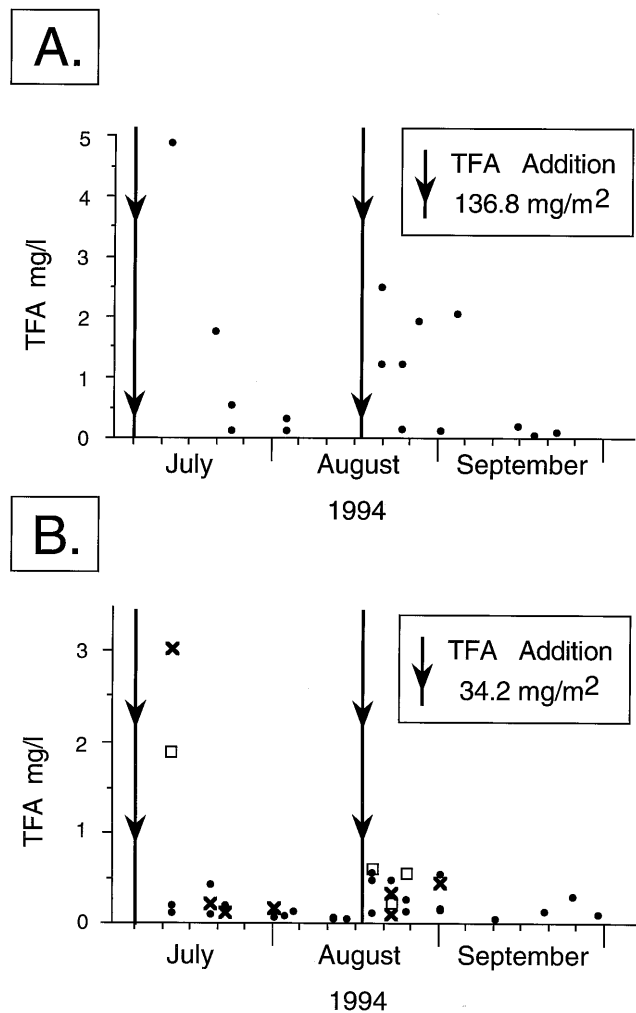 A.
5
4
3
2
1
0
TFA mg/l
TFA Addition
136.8 mg/m2
July August September
1994
B.
3
2
1
0
TFA mg/l
TFA Addition
34.2 mg/m2
July August September
1994